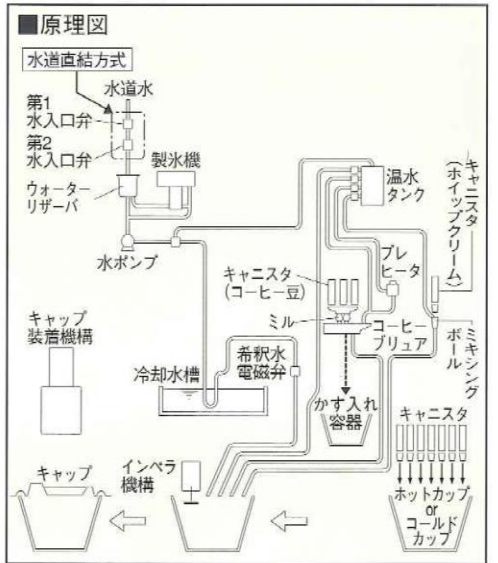 ■原理図
水道直結方式
水道水
第1
水入口弁
第2
水入口弁
製氷機
ウォーター
リザーバ
水ポンプ
温水
タンク
キャニスタ
(ホイップクリーム)
プレ
ヒータ
キャニスタ
(コーヒー豆)
ミル
コーヒー
ブリュア
ミキシング
ボール
キャップ
装着機構
冷却水槽
希釈水
電磁弁
かす入れ
容器
キャニスタ
キャップ
インペラ
機構
ホットカップ
or
コールド
カップ